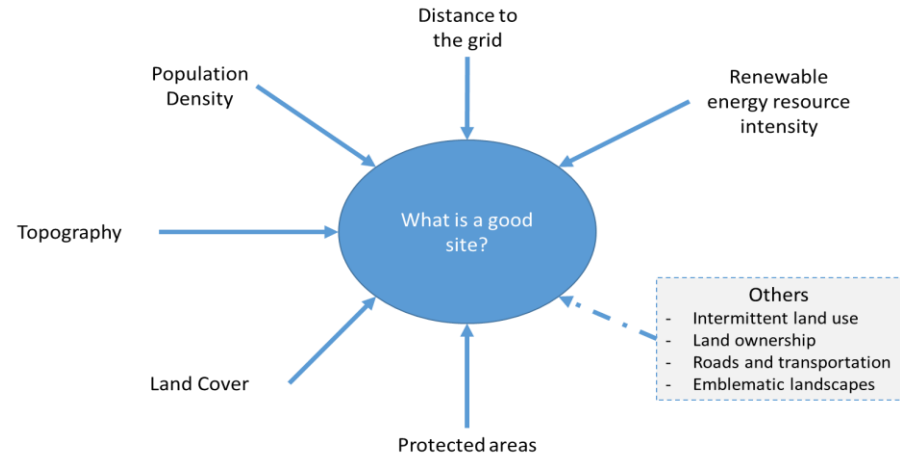 Distance to
the grid
Population
Density
Renewable
energy resource
intensity
What is a good
site?
Topography
Others
- Intermittent land use
- Land ownership
- Roads and transportation
- Emblematic landscapes
Land Cover
Protected areas